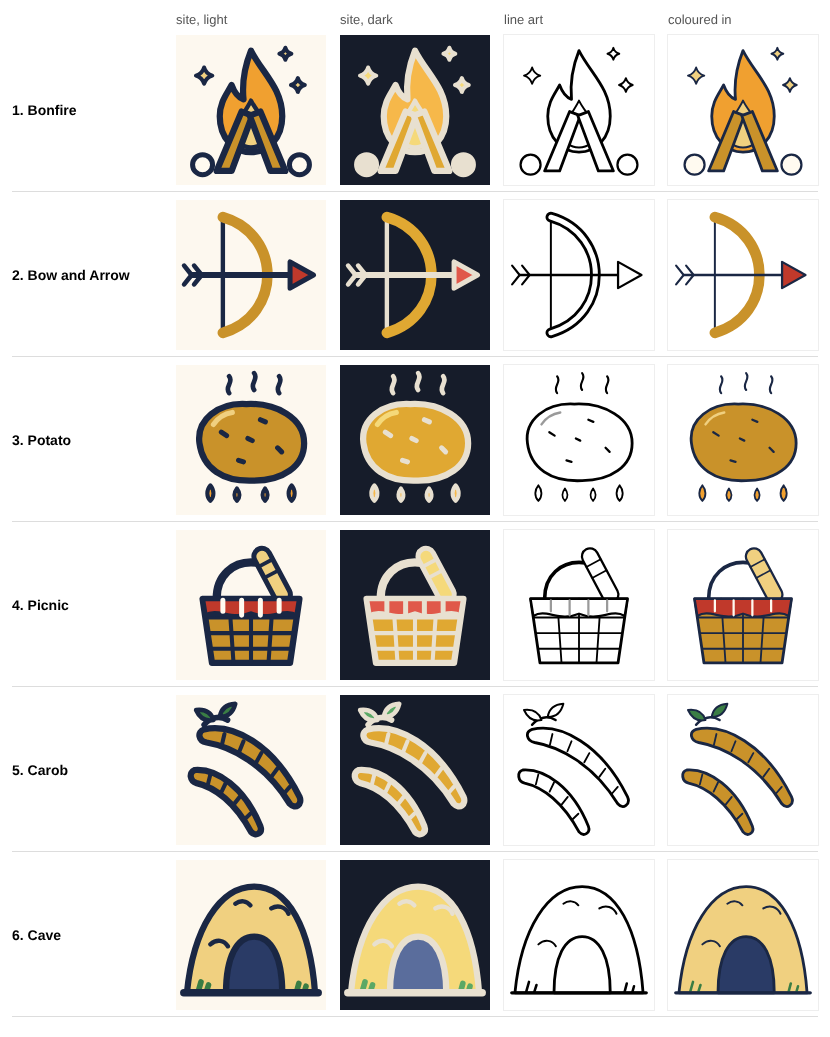 site, light
site, dark
line art
coloured in
1. Bonfire
2. Bow and Arrow
3. Potato
4. Picnic
5. Carob
6. Cave